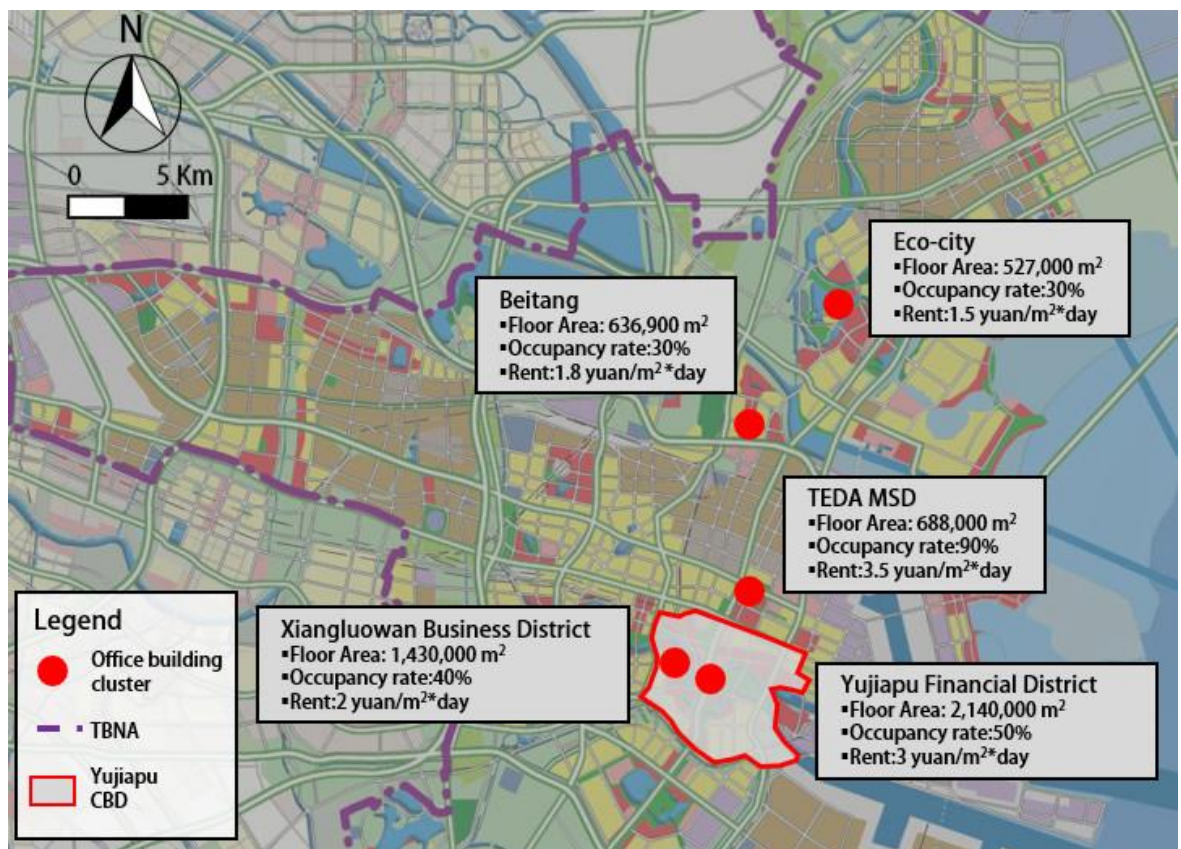 N
0 5 Km
Eco-city
▪Floor Area: 527,000 m²
▪Occupancy rate:30%
▪Rent:1.5 yuan/m²*day
Beitang
▪Floor Area: 636,900 m²
▪Occupancy rate:30%
▪Rent:1.8 yuan/m²*day
TEDA MSD
▪Floor Area: 688,000 m²
▪Occupancy rate:90%
▪Rent:3.5 yuan/m²*day
Xiangluowan Business District
▪Floor Area: 1,430,000 m²
▪Occupancy rate:40%
▪Rent:2 yuan/m²*day
Yujiapu Financial District
▪Floor Area: 2,140,000 m²
▪Occupancy rate:50%
▪Rent:3 yuan/m²*day
Legend
Office building
cluster
TBNA
Yujiapu
CBD